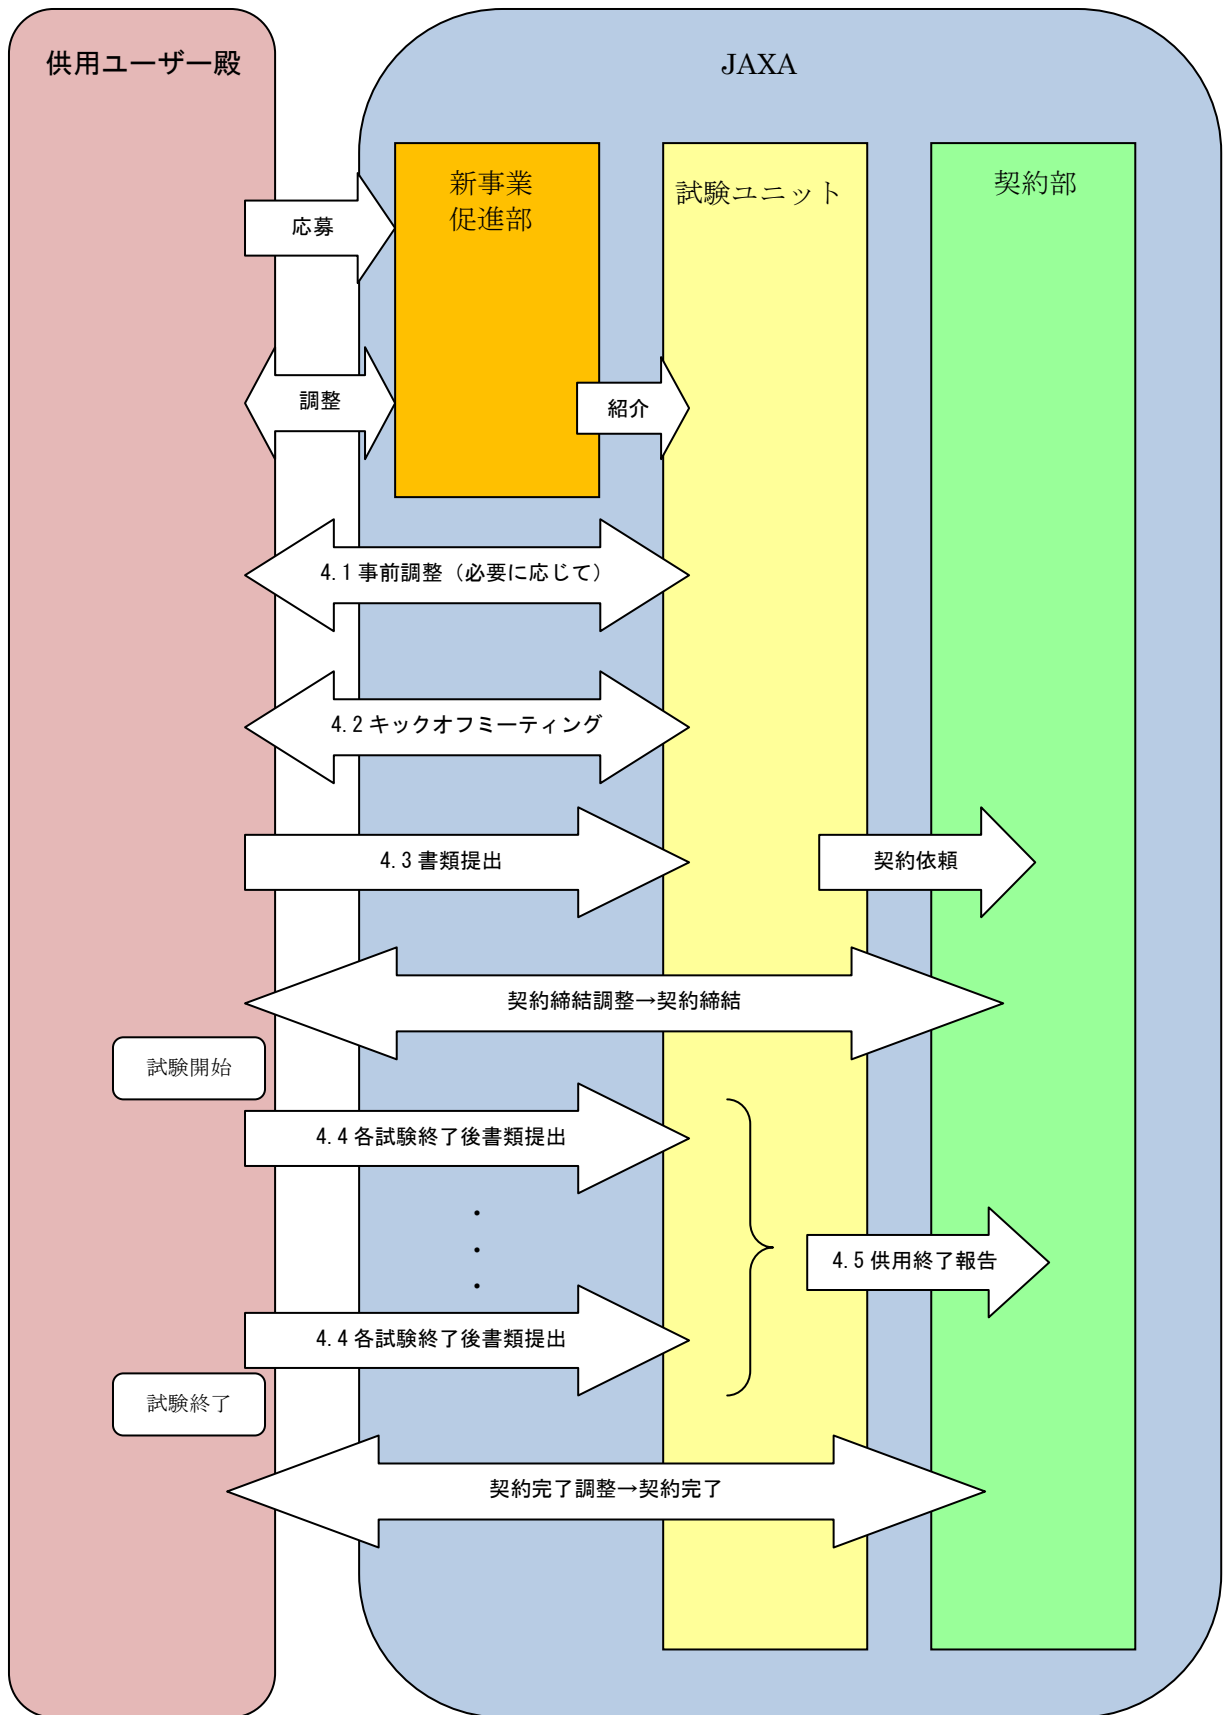 供用ユーザー殿
JAXA
新事業
促進部
試験ユニット
契約部
応募
調整
紹介
4.1 事前調整（必要に応じて）
4.2 キックオフミーティング
4.3 書類提出
契約依頼
契約締結調整→契約締結
試験開始
4.4 各試験終了後書類提出
・
・
・
4.5 供用終了報告
4.4 各試験終了後書類提出
試験終了
契約完了調整→契約完了